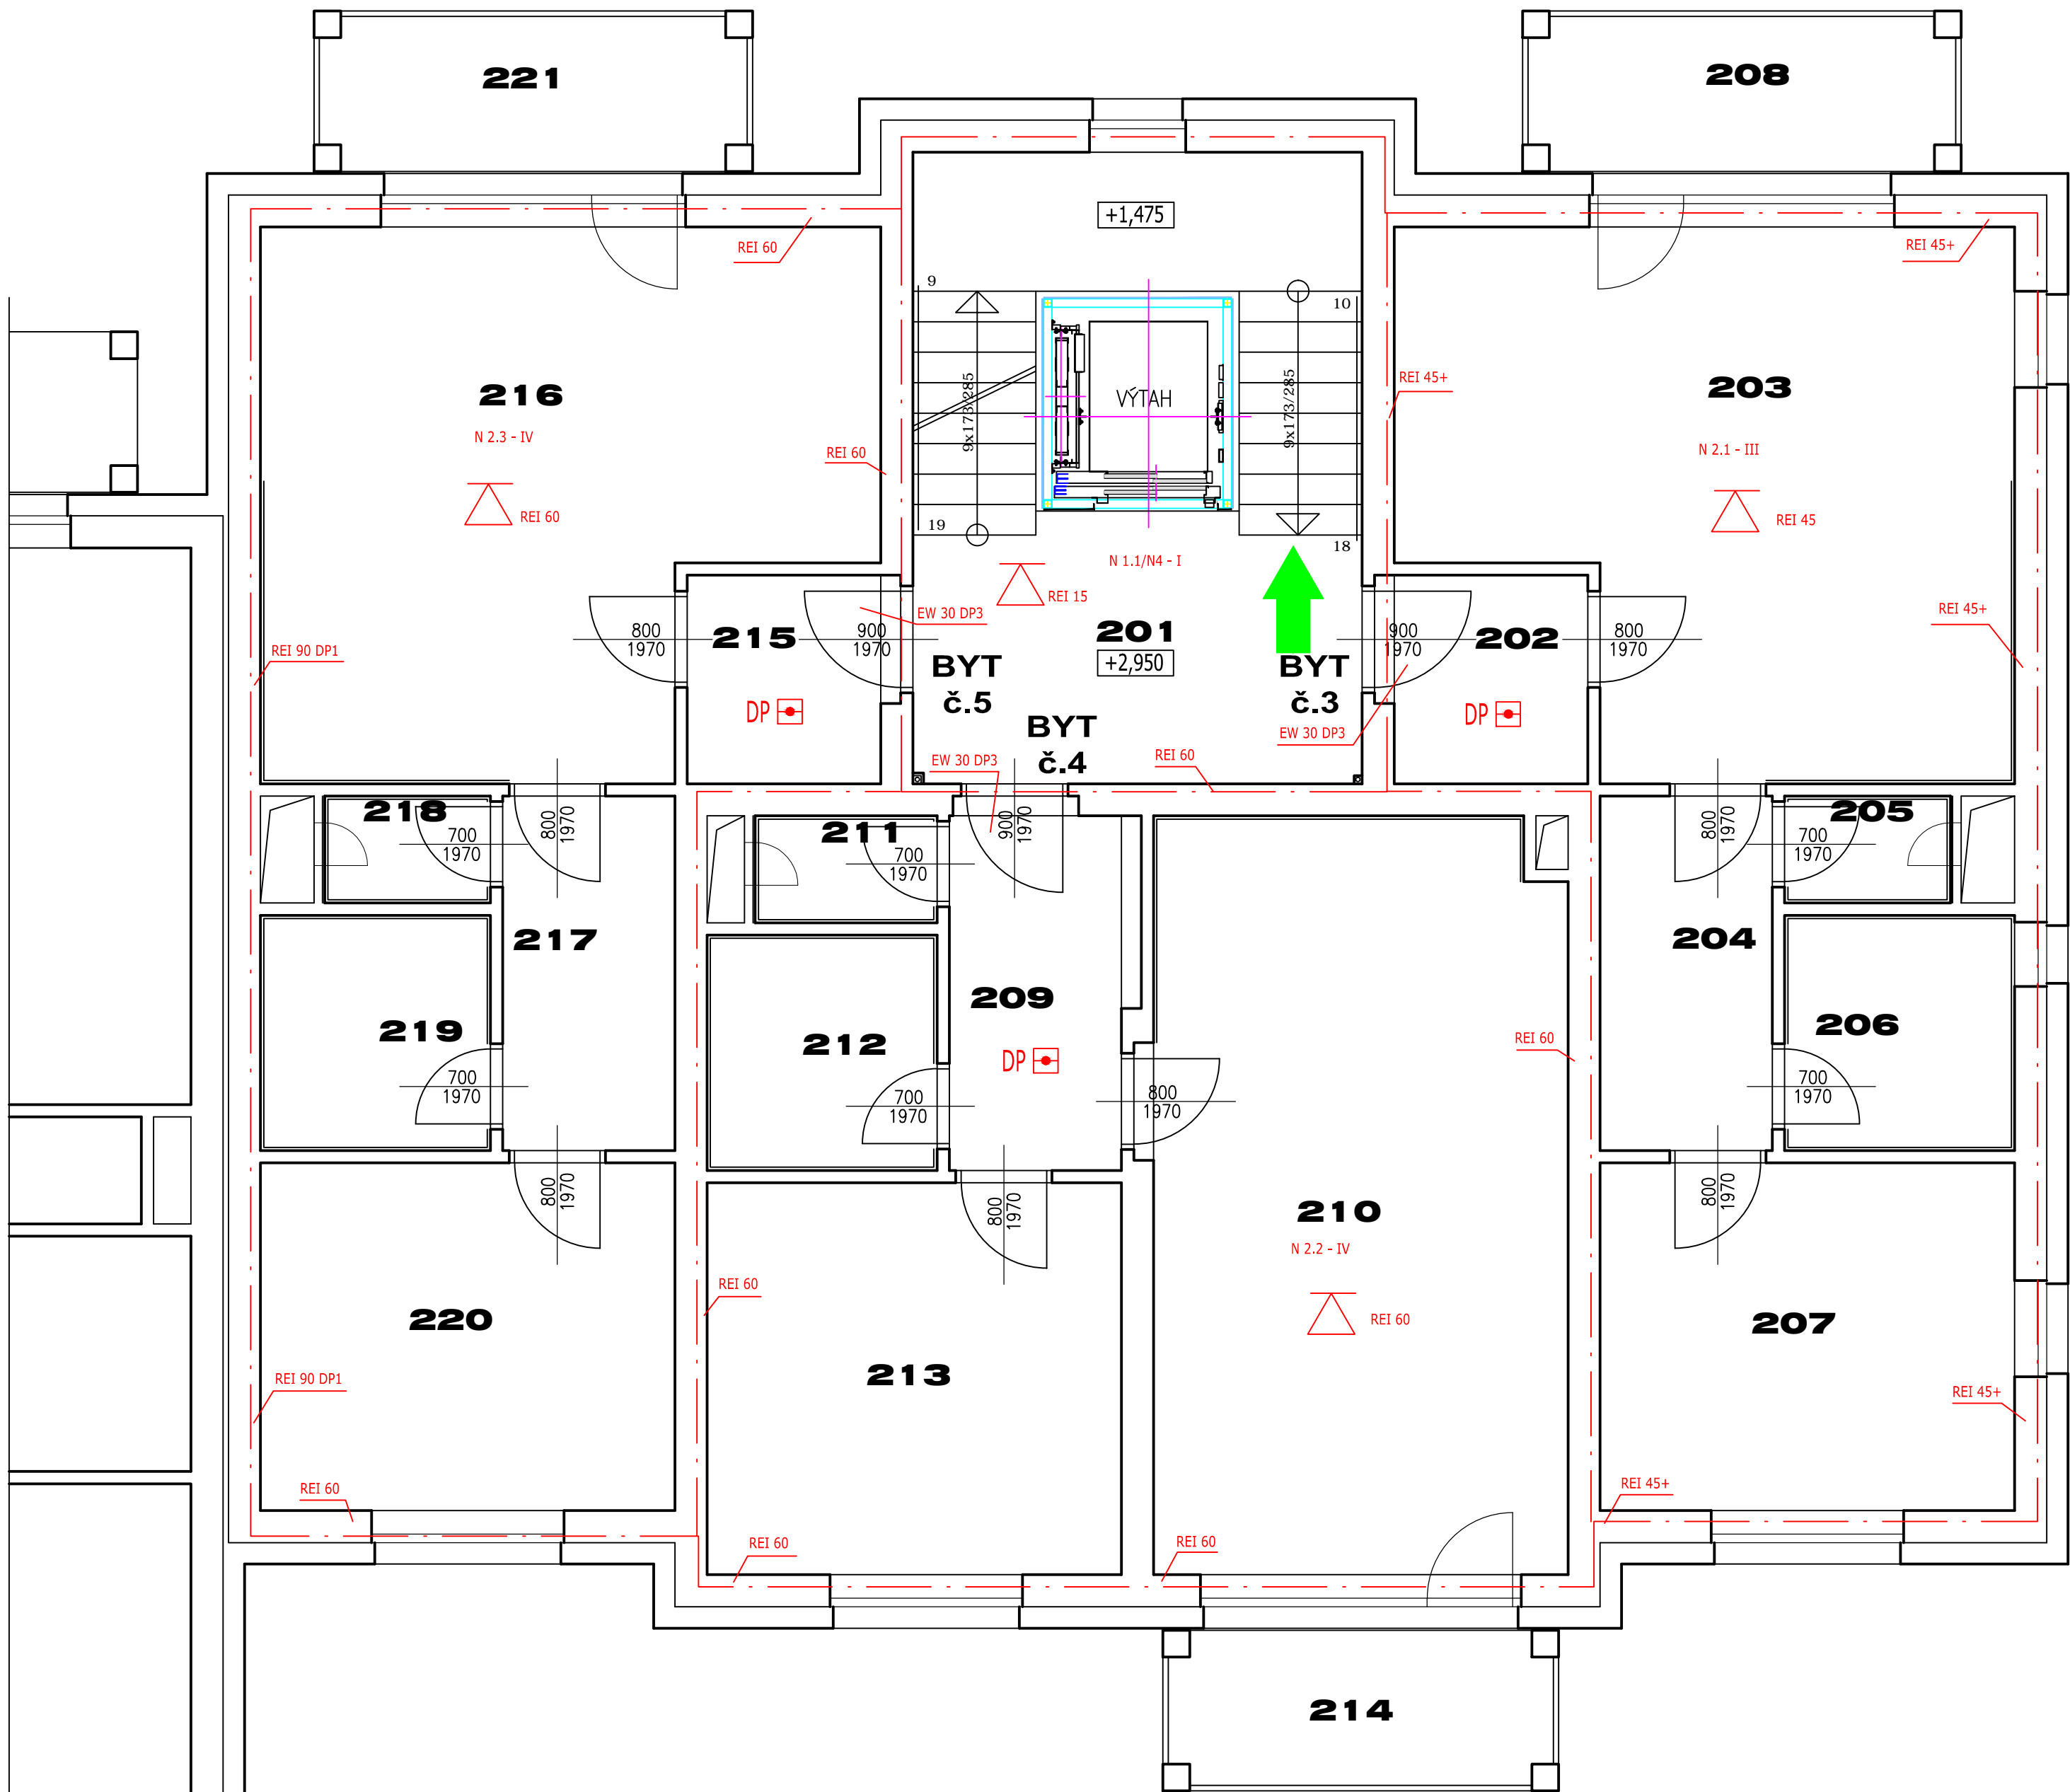 221
208
+1,475
REI 60
REI 45+
9
10
9x173/285
VÝTAH
9x173/285
REI 45+
216
203
N 2.3 - IV
REI 60
N 2.1 - III
REI 60
REI 45
19
18
N 1.1/N4 - I
REI 15
EW 30 DP3
REI 45+
800
1970
215
900
1970
201
+2,950
900
1970
202
800
1970
REI 90 DP1
BYT
č.5
BYT
č.3
DP
DP
BYT
č.4
EW 30 DP3
EW 30 DP3
REI 60
218
700
1970
800
1970
211
700
1970
900
1970
800
1970
205
700
1970
217
204
209
219
212
206
REI 60
DP
700
1970
700
1970
800
1970
700
1970
800
1970
800
1970
800
1970
210
N 2.2 - IV
REI 60
REI 60
220
207
213
REI 90 DP1
REI 45+
REI 60
REI 45+
REI 60
REI 60
214